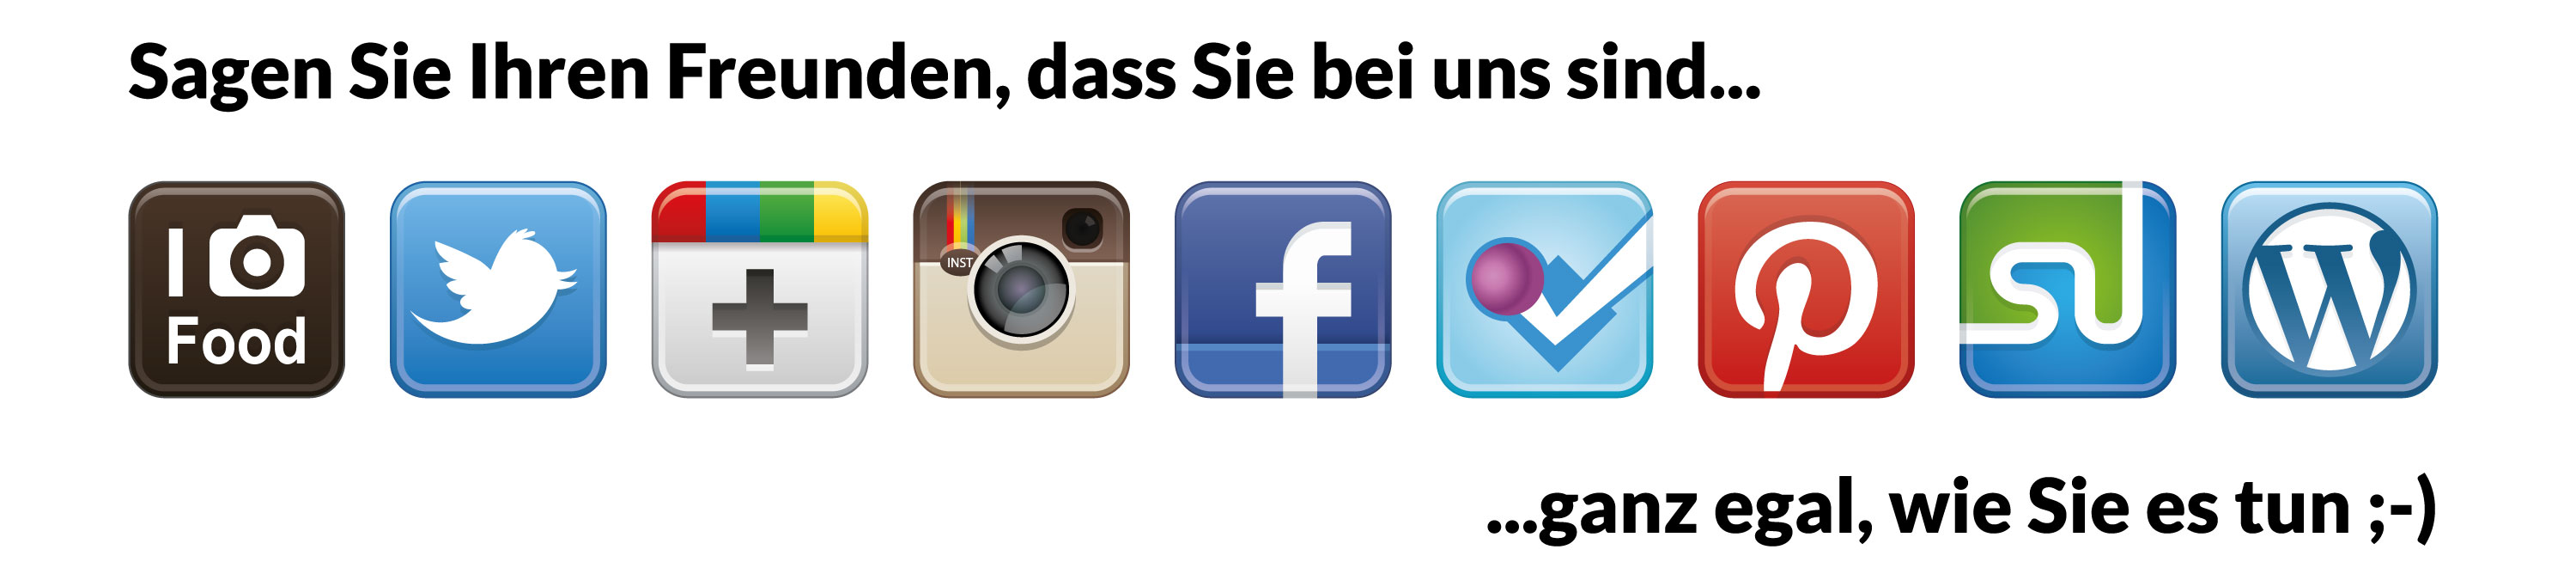 Sagen Sie Ihren Freunden, dass Sie bei uns sind...
I
Food
INST
...ganz egal, wie Sie es tun ;-)